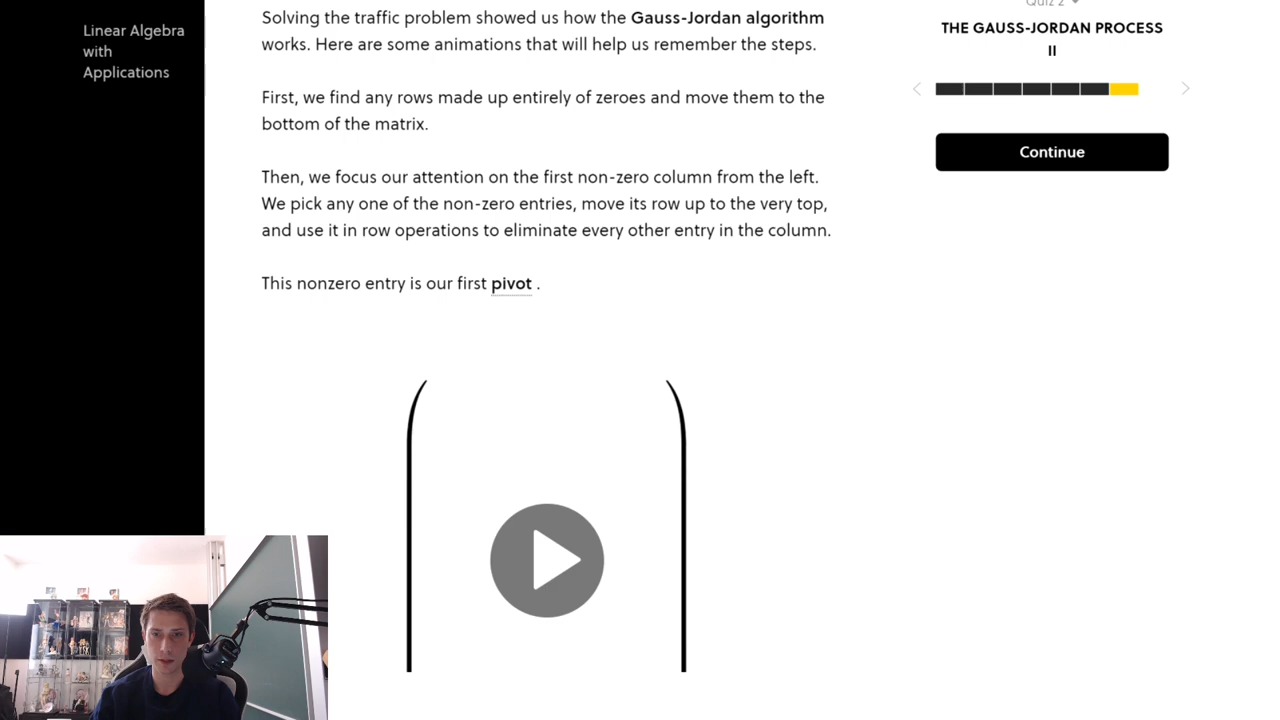 Linear Algebra
with
Applications
Solving the traffic problem showed us how the Gauss-Jordan algorithm
works. Here are some animations that will help us remember the steps.
First, we find any rows made up entirely of zeroes and move them to the
bottom of the matrix.
Then, we focus our attention on the first non-zero column from the left.
We pick any one of the non-zero entries, move its row up to the very top,
and use it in row operations to eliminate every other entry in the column.
This nonzero entry is our first pivot .
Quiz 2
THE GAUSS-JORDAN PROCESS
II
Continue